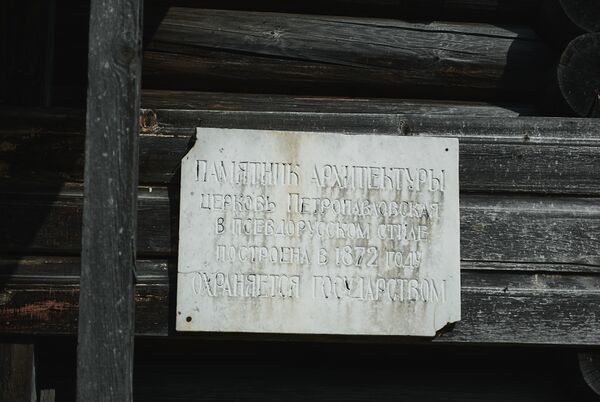 ПАМЯТНИК АРХИТЕКТУРЫ
ЦЕРКОВЬ ПЕТРОПАВЛОВСКАЯ
В ПСЕВДОРУССКОМ СТИЛЕ
ПОСТРОЕНА В 1872 ГОДУ
ОХРАНЯЕТСЯ ГОСУДАРСТВОМ